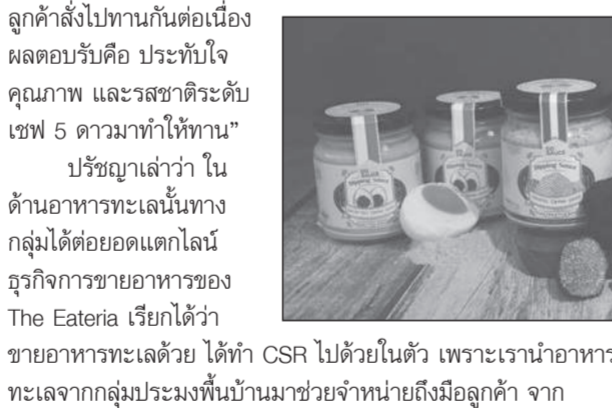 ลูกค้าสั่งไปทานกันต่อเนื่อง
ผลตอบรับคือ ประทับใจ
คุณภาพ และรสชาติระดับ
เชฟ 5 ดาวมาทำให้ทาน”
ปรัชญาเล่าว่า ใน
ด้านอาหารทะเลนั้นทาง
กลุ่มได้ต่อยอดแตกไลน์
ธุรกิจการขายอาหารของ
The Eateria เรียกได้ว่า
ขายอาหารทะเลด้วย ได้ทำ CSR ไปด้วยในตัว เพราะเรานำอาหาร
ทะเลจากกลุ่มประมงพื้นบ้านมาช่วยจำหน่ายถึงมือลูกค้า จาก
Dipping Sauce
Dipping Sauce
Dipping Sauce